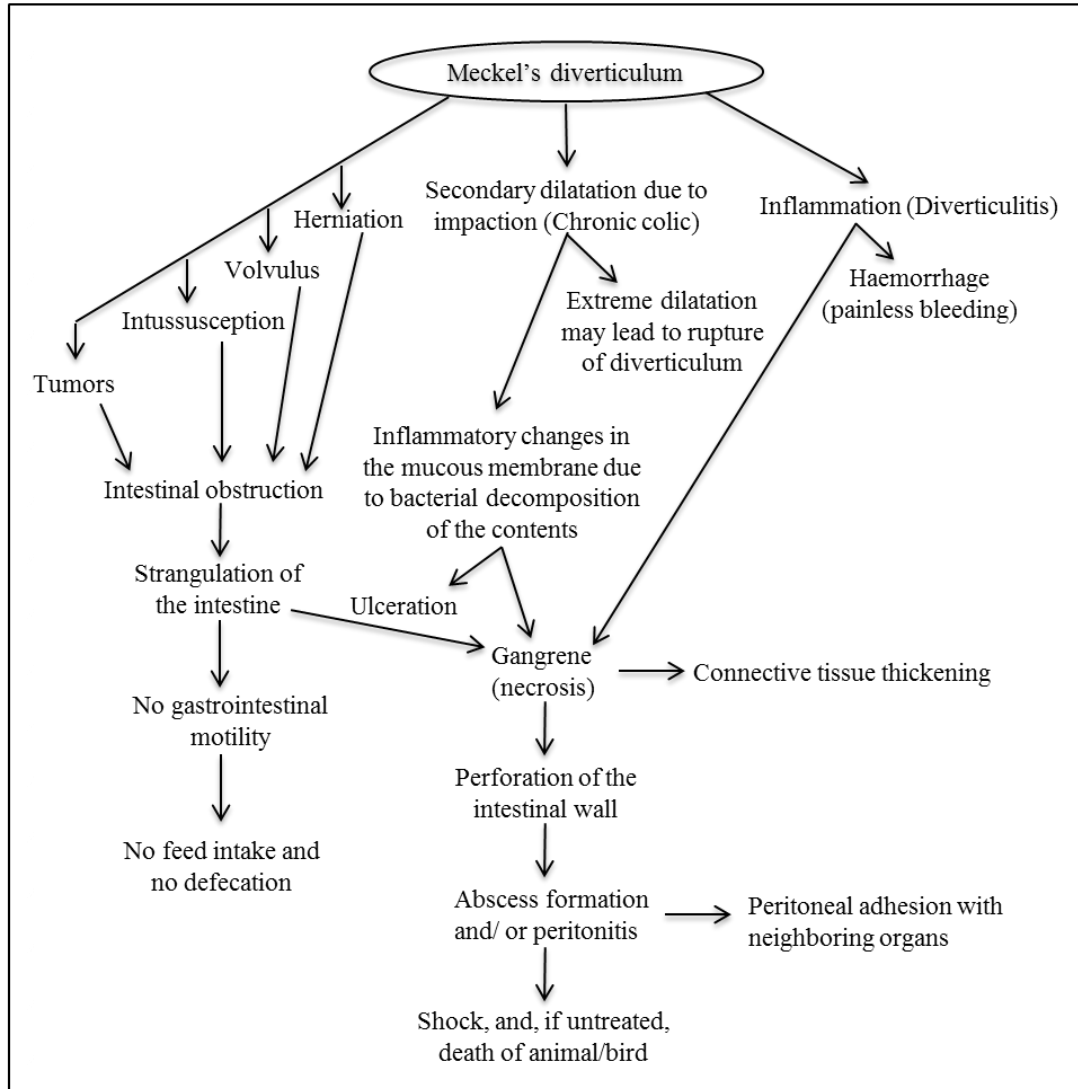 Meckel's diverticulum
Secondary dilatation due to
impaction (Chronic colic)
Inflammation (Diverticulitis)
Herniation
Volvulus
Intussusception
Tumors
Haemorrhage
(painless bleeding)
Extreme dilatation
may lead to rupture
of diverticulum
Inflammatory changes in
the mucous membrane due
to bacterial decomposition
of the contents
Intestinal obstruction
Strangulation of
the intestine
Ulceration
Gangrene
(necrosis)
Connective tissue thickening
No gastrointestinal
motility
Perforation of the
intestinal wall
No feed intake and
no defecation
Abscess formation
and/ or peritonitis
Peritoneal adhesion with
neighboring organs
Shock, and, if untreated,
death of animal/bird